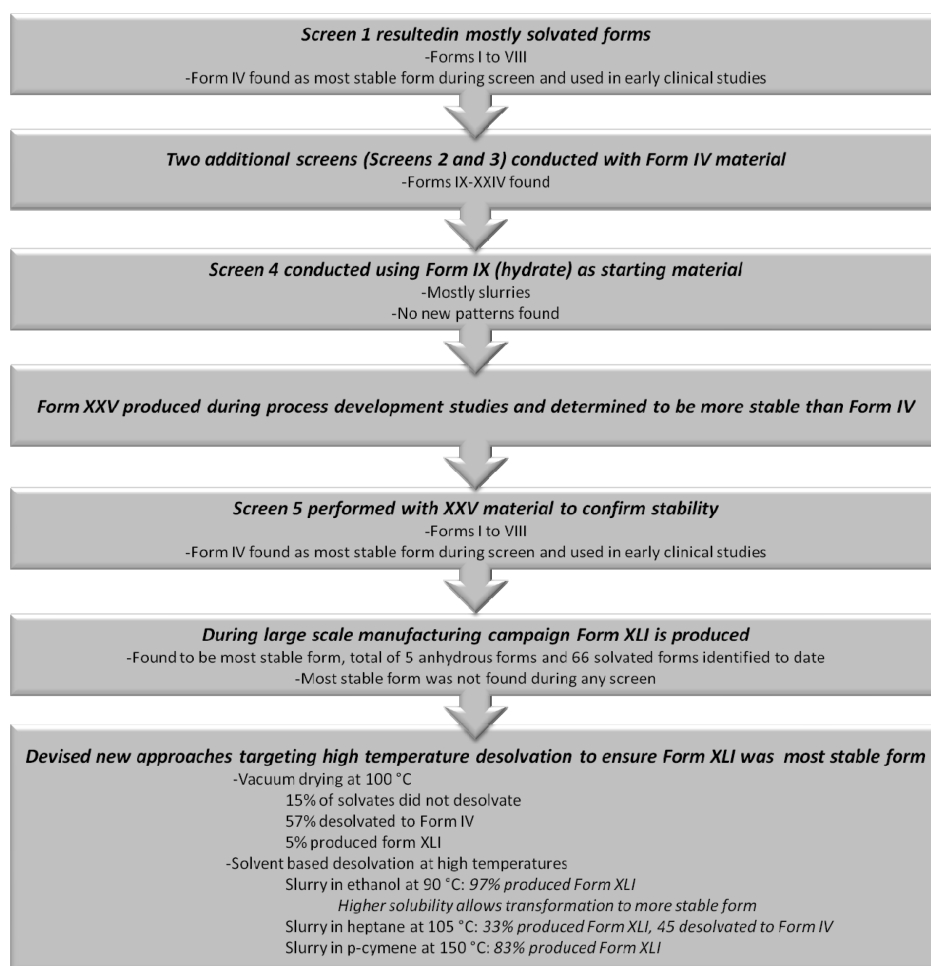 Screen 1 resultedin mostly solvated forms
-Forms I to VIII
-Form IV found as most stable form during screen and used in early clinical studies
Two additional screens (Screens 2 and 3) conducted with Form IV material
-Forms IX-XXIV found
Screen 4 conducted using Form IX (hydrate) as starting material
-Mostly slurries
-No new patterns found
Form XXV produced during process development studies and determined to be more stable than Form IV
Screen 5 performed with XXV material to confirm stability
-Forms I to VIII
-Form IV found as most stable form during screen and used in early clinical studies
During large scale manufacturing campaign Form XLI is produced
-Found to be most stable form, total of 5 anhydrous forms and 66 solvated forms identified to date
-Most stable form was not found during any screen
Devised new approaches targeting high temperature desolvation to ensure Form XLI was most stable form
-Vacuum drying at 100 °C
15% of solvates did not desolvate
57% desolvated to Form IV
5% produced form XLI
-Solvent based desolvation at high temperatures
Slurry in ethanol at 90 °C: 97% produced Form XLI
Higher solubility allows transformation to more stable form
Slurry in heptane at 105 °C: 33% produced Form XLI, 45 desolvated to Form IV
Slurry in p-cymene at 150 °C: 83% produced Form XLI